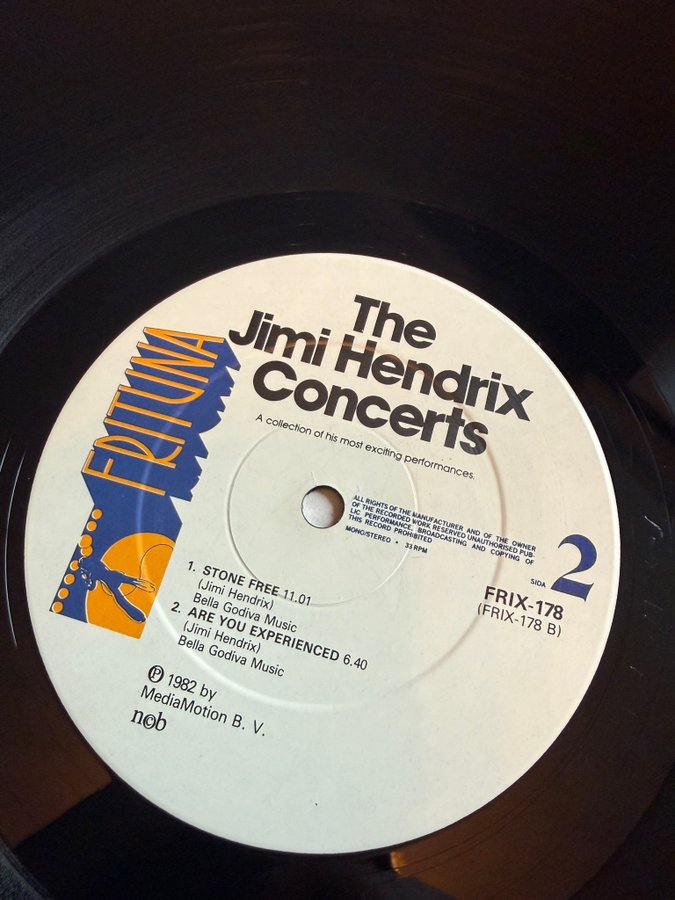 The
Jimi Hendrix
Concerts
A collection of his most exciting performances.
FRITUNA
ALL RIGHTS OF THE MANUFACTURER AND OF THE OWNER
OF THE RECORDED WORK RESERVED UNAUTHORISED PUB-
LIC PERFORMANCE, BROADCASTING AND COPYING OF
THIS RECORD PROHIBITED
MONO/STEREO • 33 RPM
SIDA 2
FRIX-178
(FRIX-178 B)
1. STONE FREE 11.01
(Jimi Hendrix)
Bella Godiva Music
2. ARE YOU EXPERIENCED 6.40
(Jimi Hendrix)
Bella Godiva Music
℗ 1982 by
MediaMotion B. V.
n©b